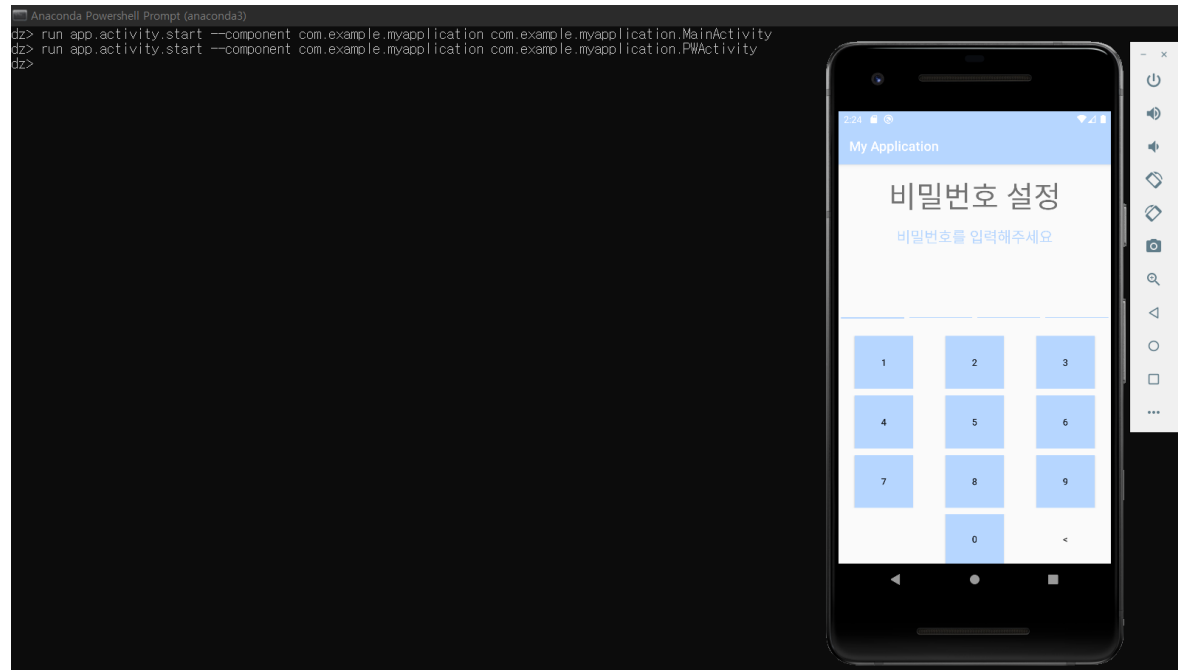 Anaconda Powershell Prompt (anaconda3)
dz> run app.activity.start --component com.example.myapplication com.example.myapplication.MainActivity
dz> run app.activity.start --component com.example.myapplication com.example.myapplication.PWActivity
dz>
2:24
My Application
비밀번호 설정
비밀번호를 입력해주세요
1 2 3
4 5 6
7 8 9
0 <